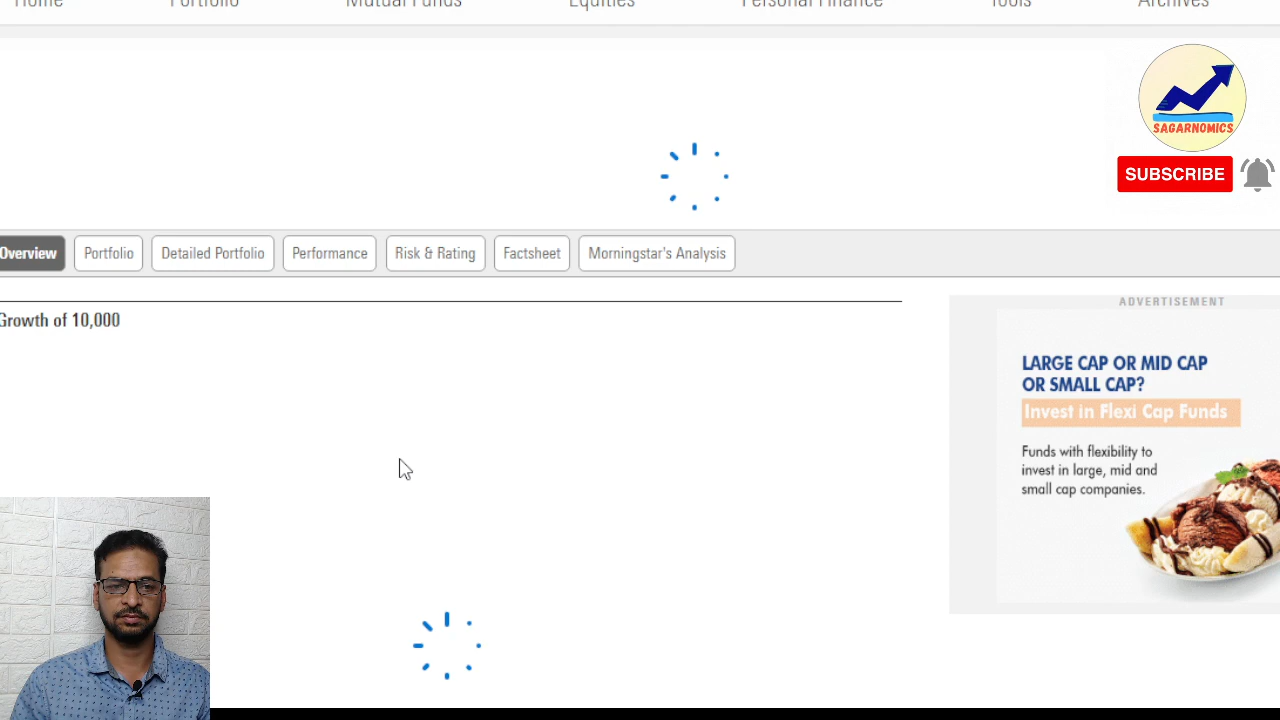 Home Portfolio Mutual Funds Equities Personal Finance Tools Archives
SAGARNOMICS
SUBSCRIBE
Overview Portfolio Detailed Portfolio Performance Risk & Rating Factsheet Morningstar's Analysis
Growth of 10,000
ADVERTISEMENT
LARGE CAP OR MID CAP
OR SMALL CAP?
Invest in Flexi Cap Funds
Funds with flexibility to
invest in large, mid and
small cap companies.